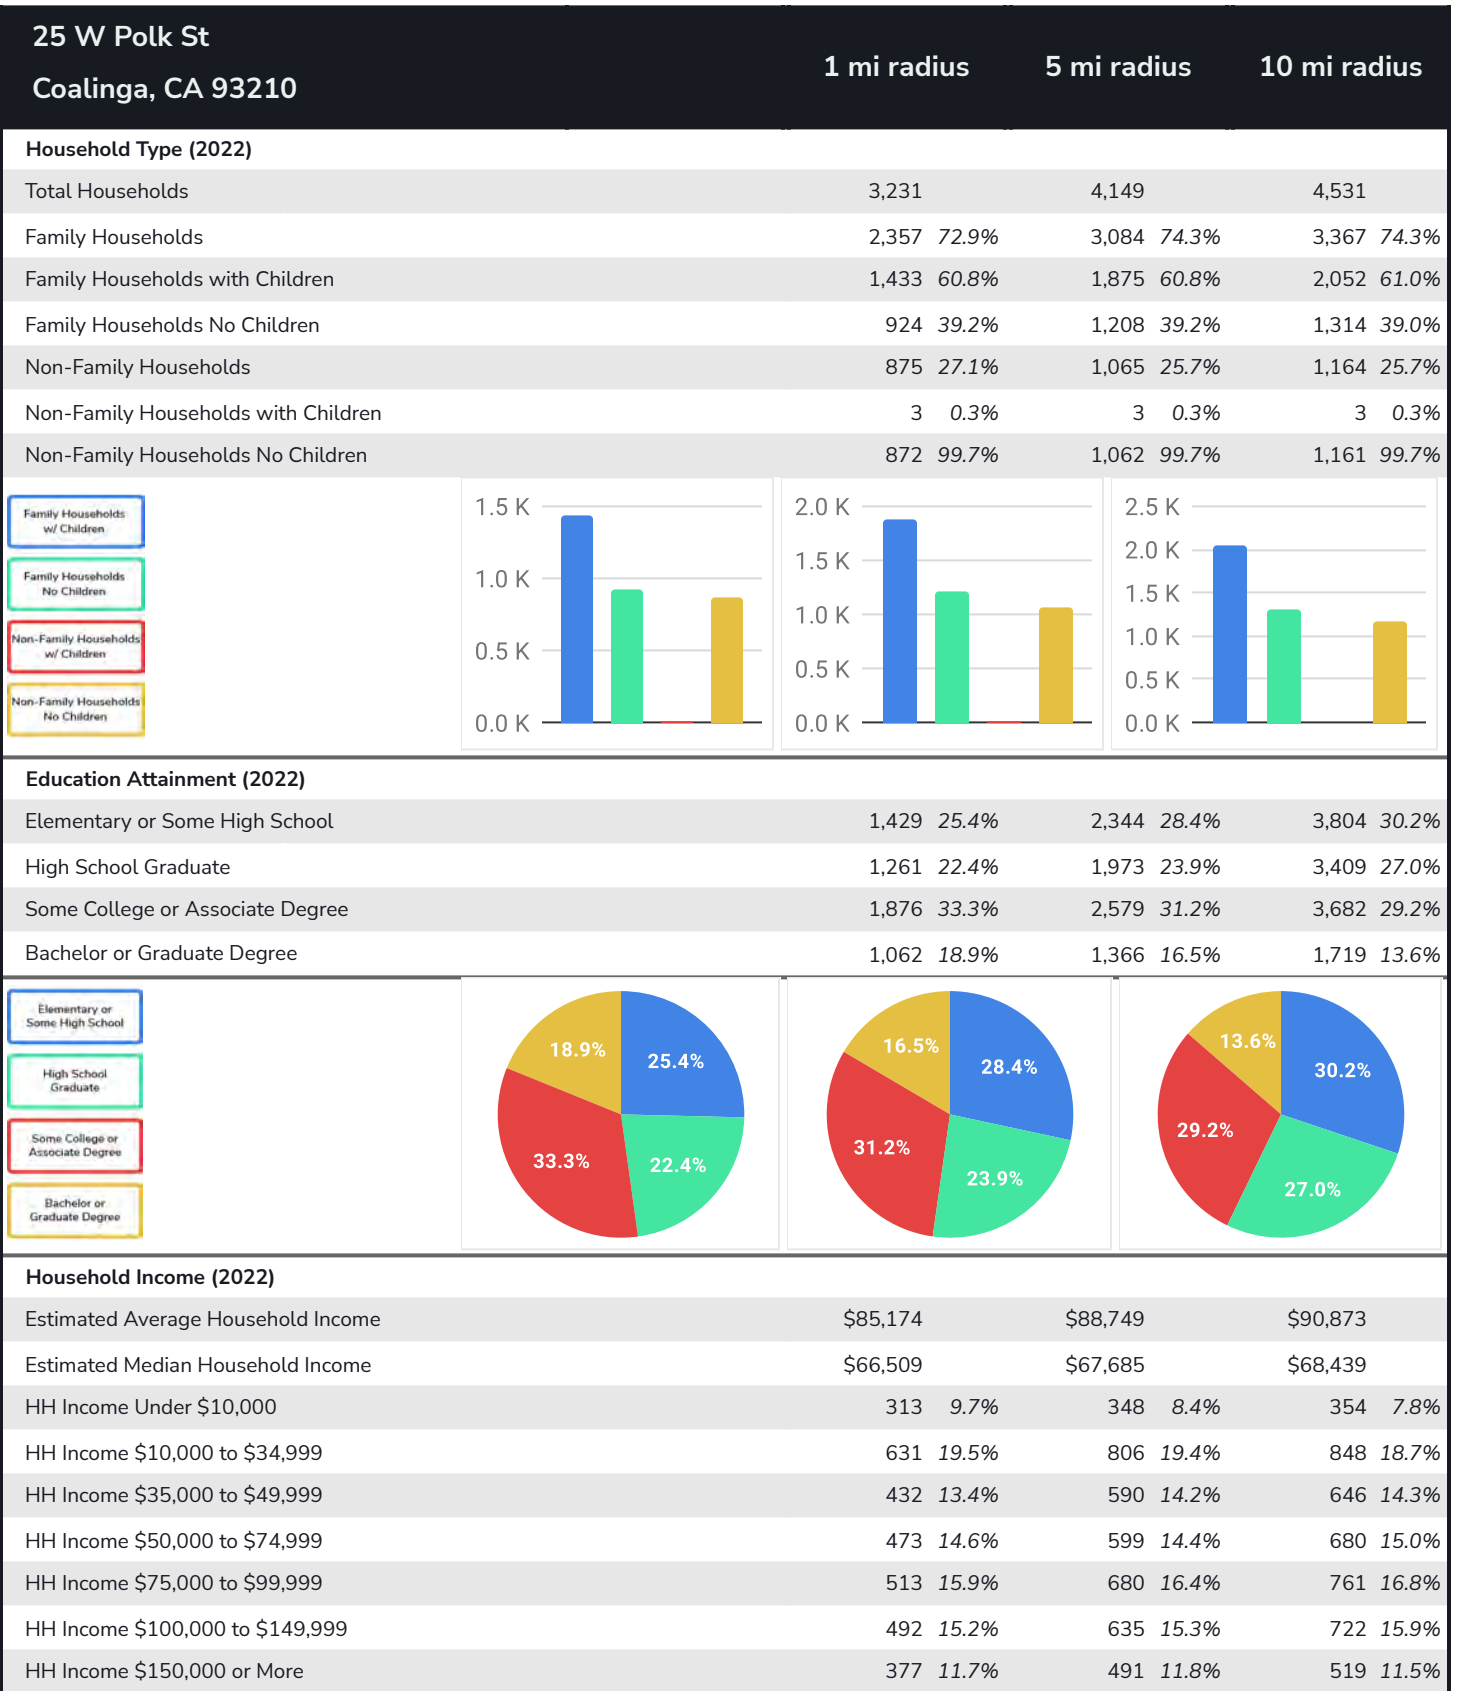 25 W Polk St
Coalinga, CA 93210
1 mi radius 5 mi radius 10 mi radius
Household Type (2022)
Total Households 3,231 4,149 4,531
Family Households 2,357 72.9% 3,084 74.3% 3,367 74.3%
Family Households with Children 1,433 60.8% 1,875 60.8% 2,052 61.0%
Family Households No Children 924 39.2% 1,208 39.2% 1,314 39.0%
Non-Family Households 875 27.1% 1,065 25.7% 1,164 25.7%
Non-Family Households with Children 3 0.3% 3 0.3% 3 0.3%
Non-Family Households No Children 872 99.7% 1,062 99.7% 1,161 99.7%
Family Households
w/ Children
Family Households
No Children
Non-Family Households
w/ Children
Non-Family Households
No Children
1.5 K
1.0 K
0.5 K
0.0 K
2.0 K
1.5 K
1.0 K
0.5 K
0.0 K
2.5 K
2.0 K
1.5 K
1.0 K
0.5 K
0.0 K
Education Attainment (2022)
Elementary or Some High School 1,429 25.4% 2,344 28.4% 3,804 30.2%
High School Graduate 1,261 22.4% 1,973 23.9% 3,409 27.0%
Some College or Associate Degree 1,876 33.3% 2,579 31.2% 3,682 29.2%
Bachelor or Graduate Degree 1,062 18.9% 1,366 16.5% 1,719 13.6%
Elementary or
Some High School
High School
Graduate
Some College or
Associate Degree
Bachelor or
Graduate Degree
18.9% 25.4%
33.3% 22.4%
16.5% 28.4%
31.2% 23.9%
13.6% 30.2%
29.2% 27.0%
Household Income (2022)
Estimated Average Household Income $85,174 $88,749 $90,873
Estimated Median Household Income $66,509 $67,685 $68,439
HH Income Under $10,000 313 9.7% 348 8.4% 354 7.8%
HH Income $10,000 to $34,999 631 19.5% 806 19.4% 848 18.7%
HH Income $35,000 to $49,999 432 13.4% 590 14.2% 646 14.3%
HH Income $50,000 to $74,999 473 14.6% 599 14.4% 680 15.0%
HH Income $75,000 to $99,999 513 15.9% 680 16.4% 761 16.8%
HH Income $100,000 to $149,999 492 15.2% 635 15.3% 722 15.9%
HH Income $150,000 or More 377 11.7% 491 11.8% 519 11.5%